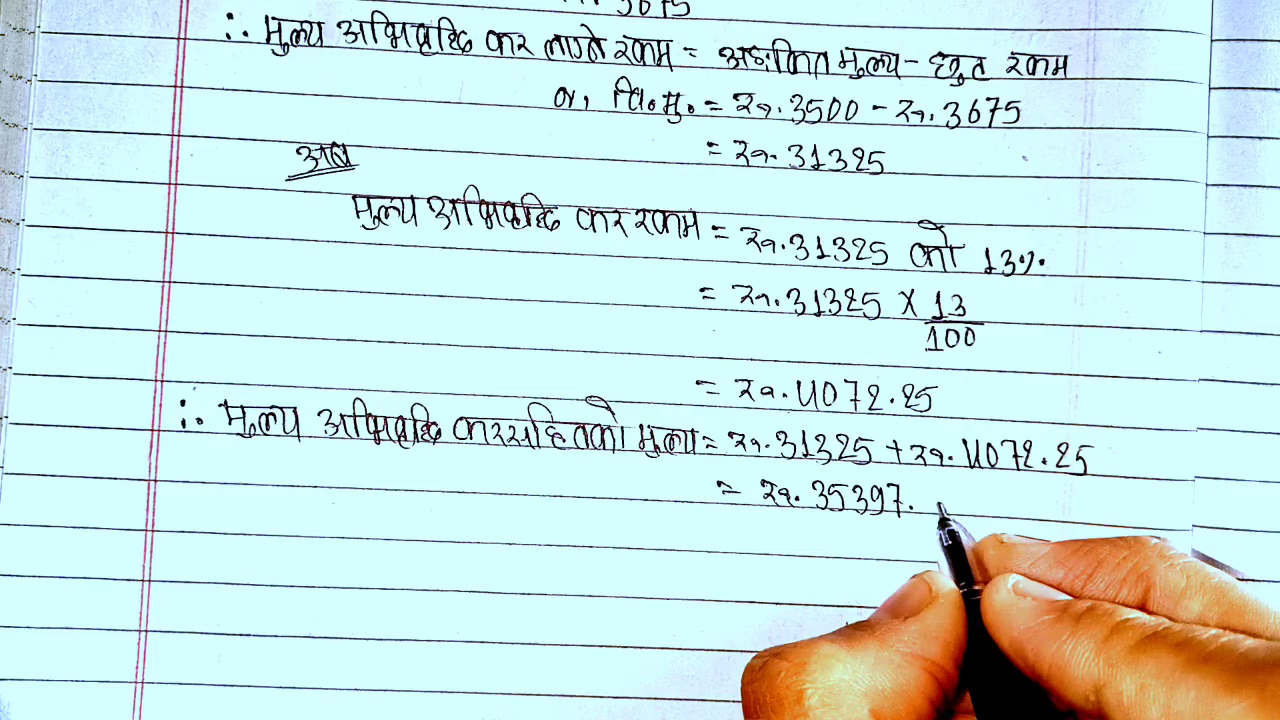 3675
∴ मुल्य अभिवृद्धि कर लाग्ने रकम = अङ्कित मुल्य - छुट रकम
or, वि॰मु॰ = रु.3500 - रु.3675
= रु.31325
अब
मुल्य अभिवृद्धि कर रकम = रु.31325 को 13%
= रु.31325 × 13/100
= रु.4072.25
∴ मुल्य अभिवृद्धि करसहितको मुल्य = रु.31325 + रु.4072.25
= रु.35397.